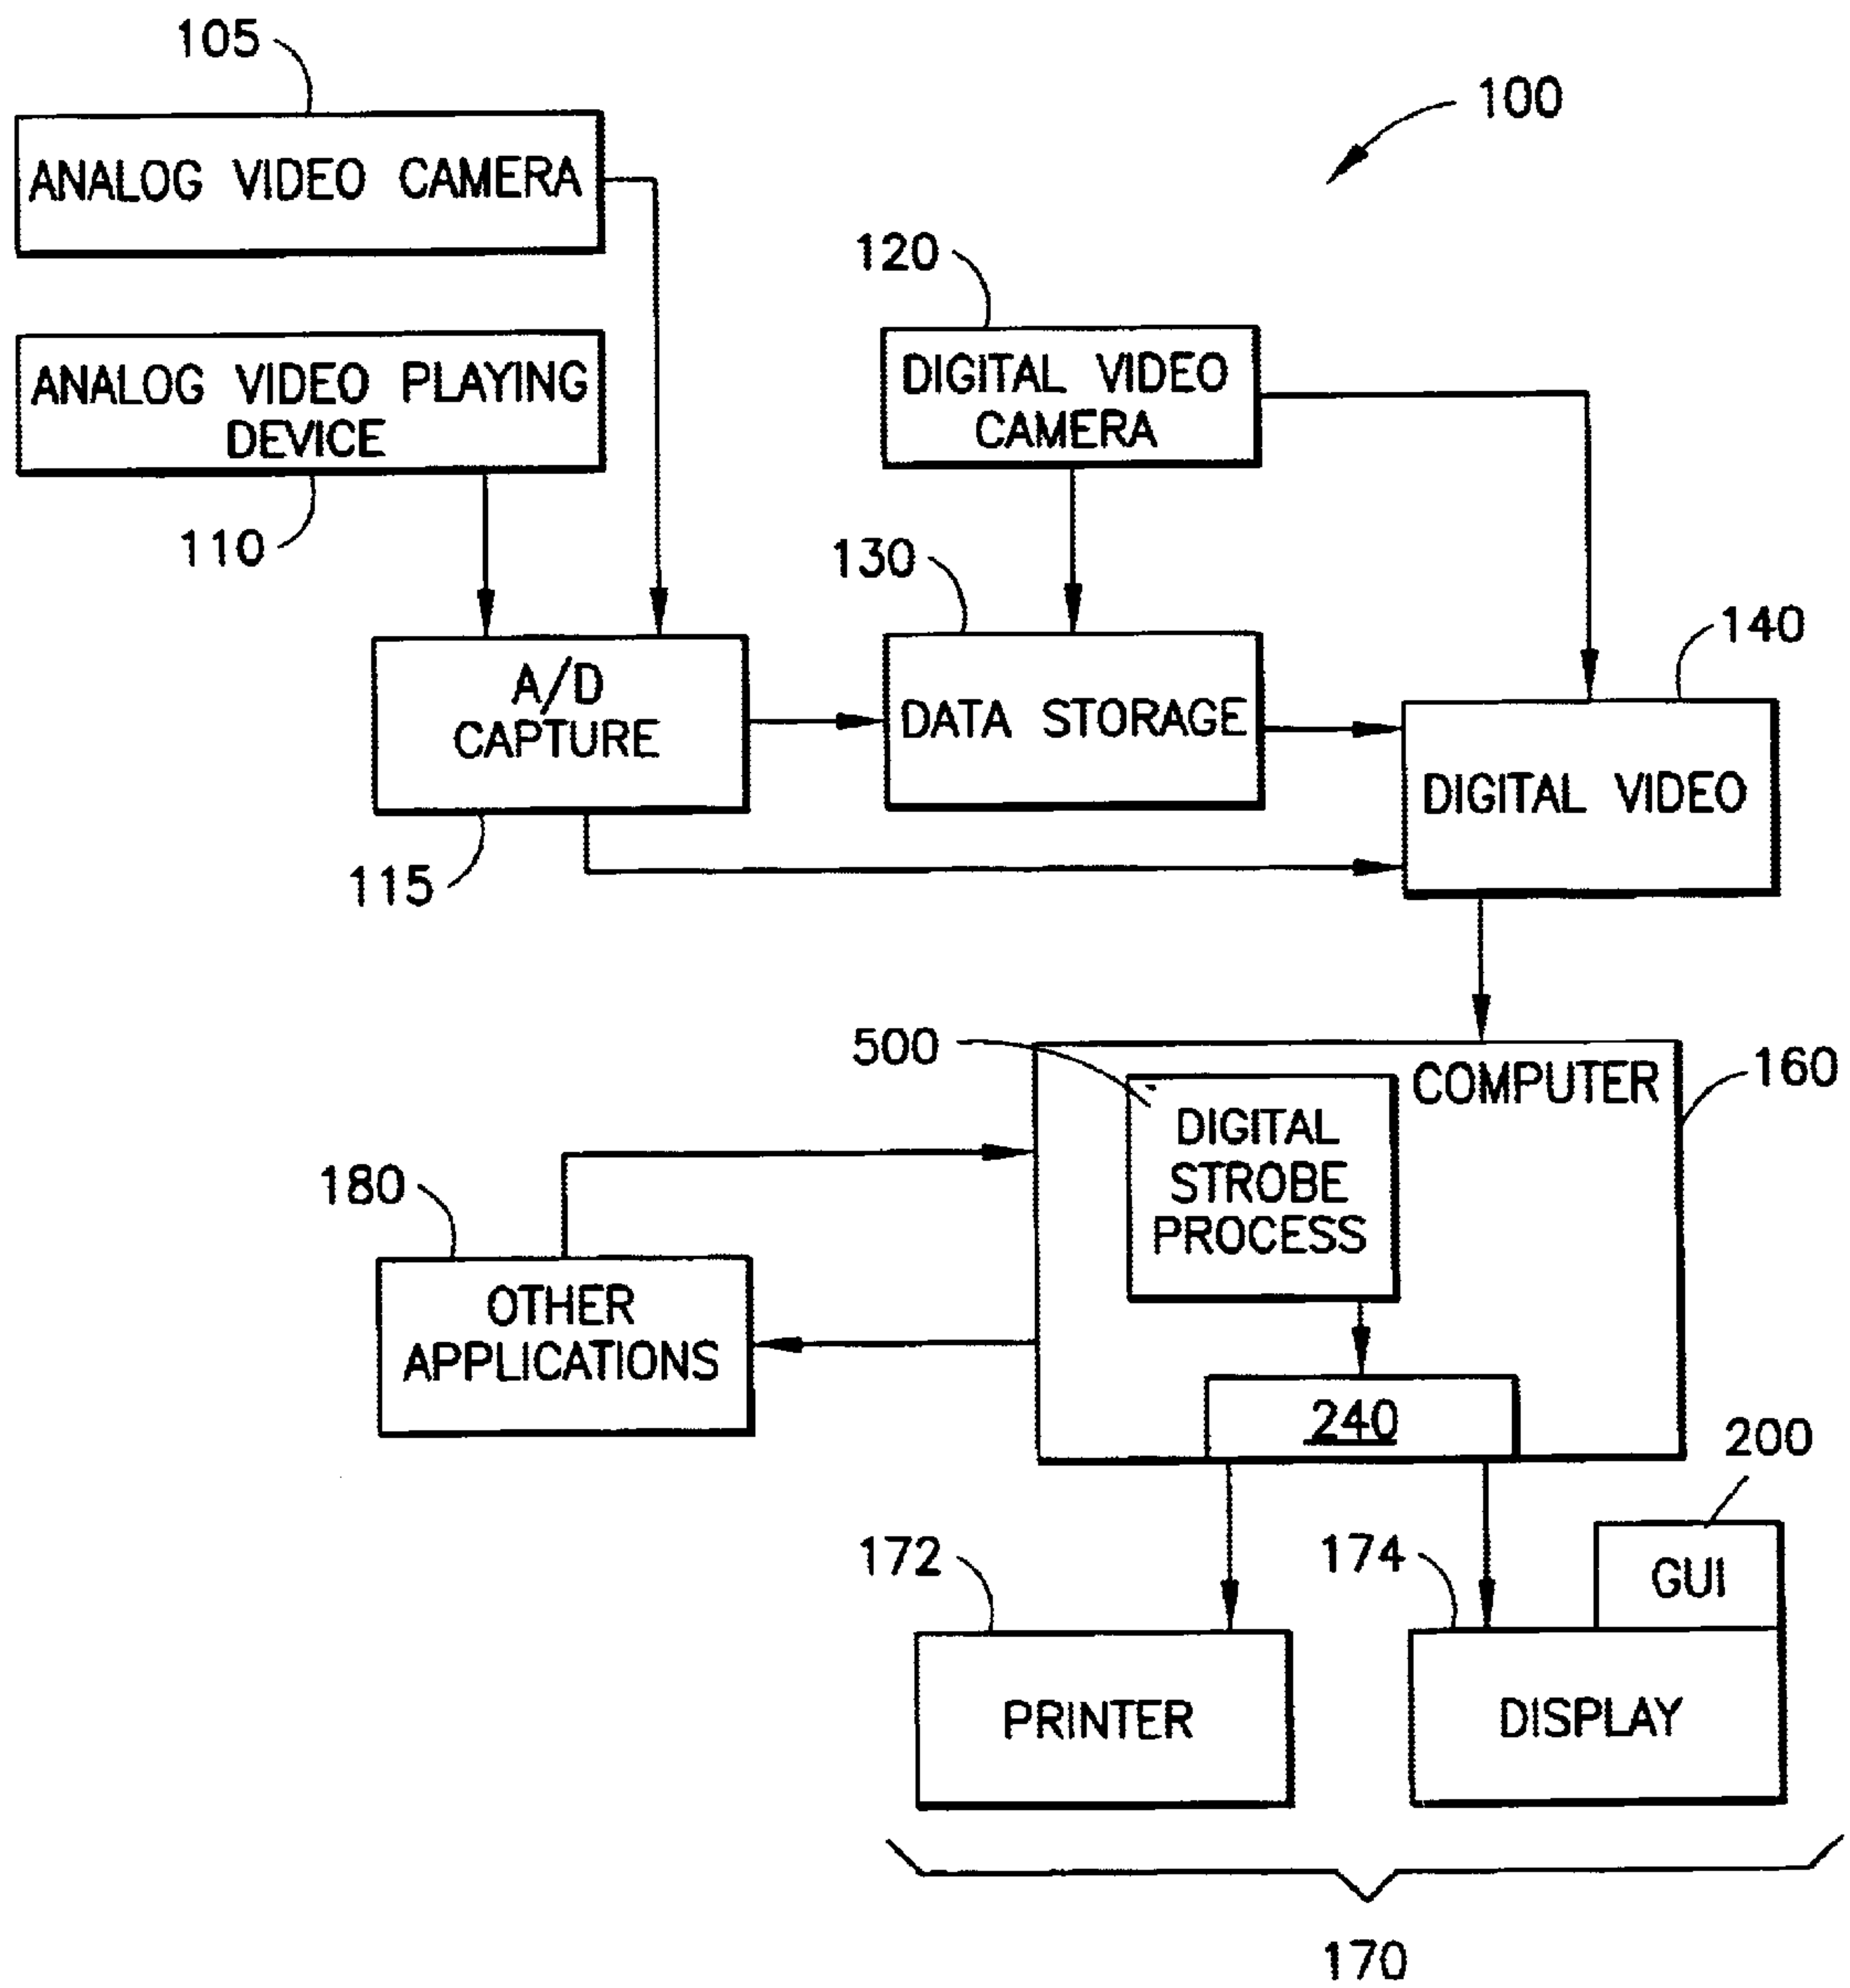 105
100
ANALOG VIDEO CAMERA
120
ANALOG VIDEO PLAYING
DEVICE
DIGITAL VIDEO
CAMERA
110
130
140
A/D
CAPTURE
DATA STORAGE
DIGITAL VIDEO
115
500
COMPUTER
160
DIGITAL
STROBE
PROCESS
180
OTHER
APPLICATIONS
240
200
172
174
GUI
PRINTER
DISPLAY
170